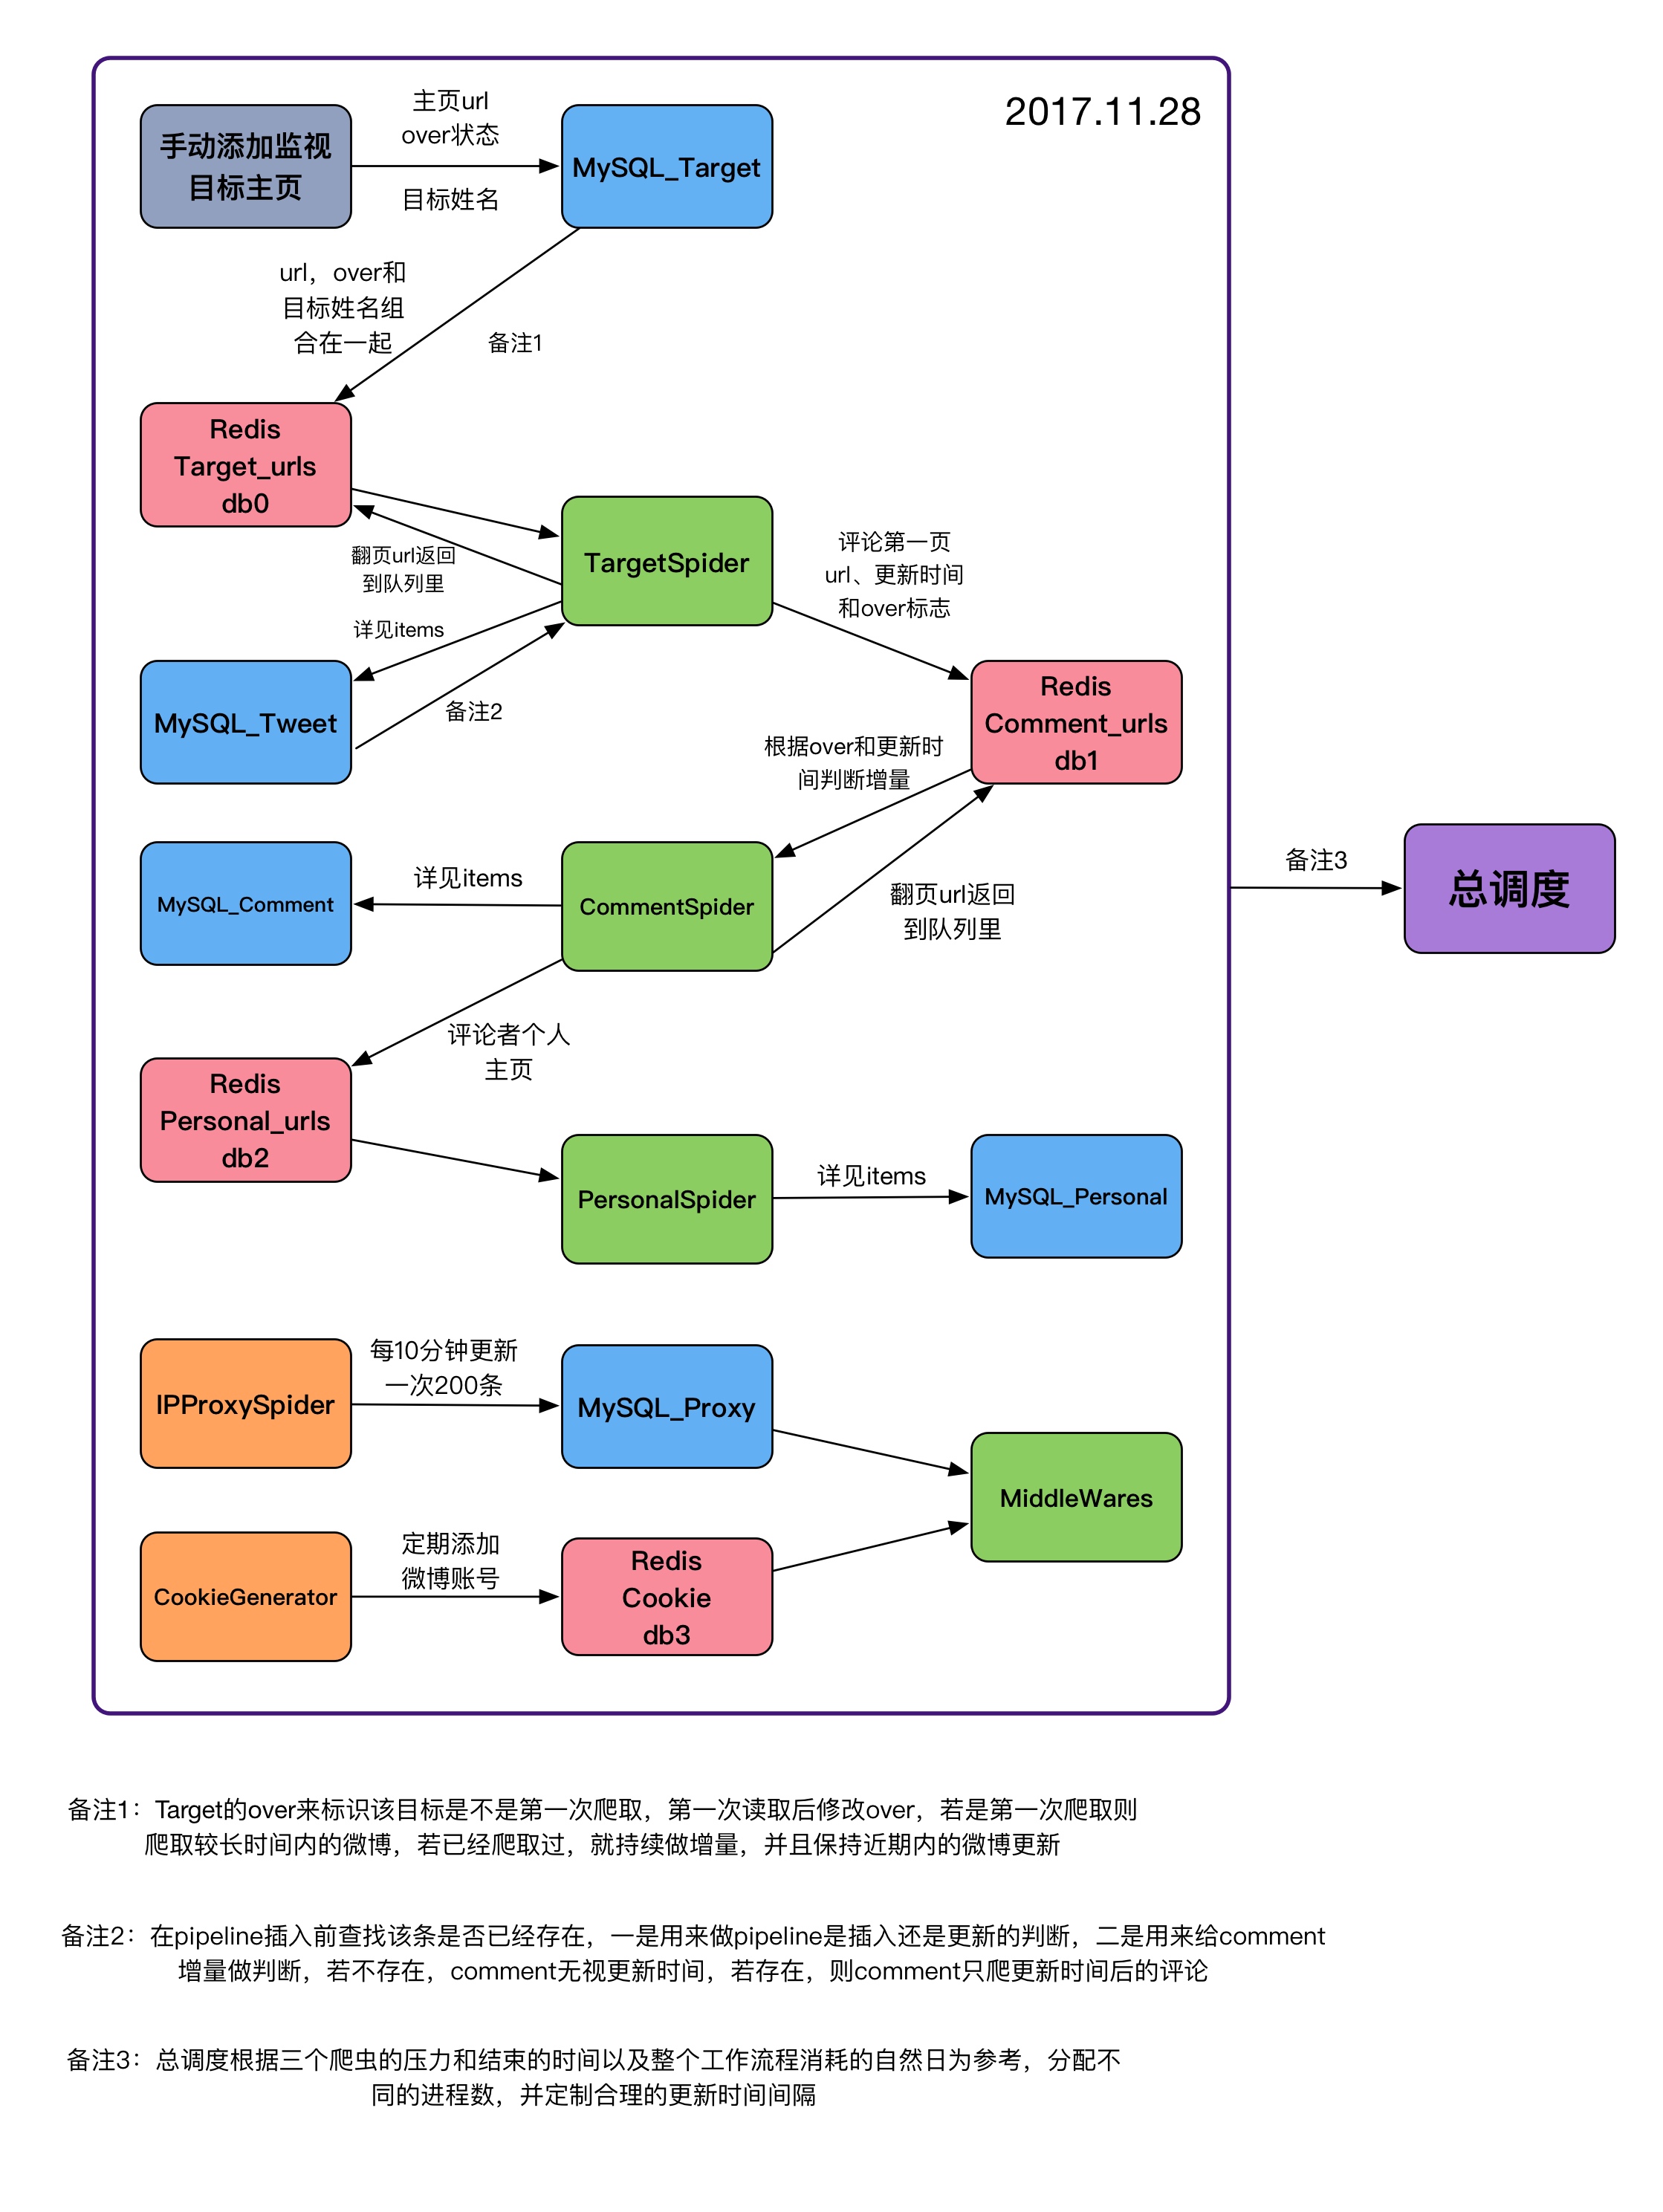 2017.11.28
手动添加监视
目标主页
主页url
over状态
目标姓名
MySQL_Target
url，over和
目标姓名组
合在一起
备注1
Redis
Target_urls
db0
翻页url返回
到队列里
TargetSpider
评论第一页
url、更新时间
和over标志
详见items
MySQL_Tweet
备注2
Redis
Comment_urls
db1
根据over和更新时
间判断增量
MySQL_Comment
详见items
CommentSpider
翻页url返回
到队列里
备注3
总调度
评论者个人
主页
Redis
Personal_urls
db2
PersonalSpider
详见items
MySQL_Personal
IPProxySpider
每10分钟更新
一次200条
MySQL_Proxy
MiddleWares
CookieGenerator
定期添加
微博账号
Redis
Cookie
db3
备注1：Target的over来标识该目标是不是第一次爬取，第一次读取后修改over，若是第一次爬取则
爬取较长时间内的微博，若已经爬取过，就持续做增量，并且保持近期内的微博更新
备注2：在pipeline插入前查找该条是否已经存在，一是用来做pipeline是插入还是更新的判断，二是用来给comment
增量做判断，若不存在，comment无视更新时间，若存在，则comment只爬更新时间后的评论
备注3：总调度根据三个爬虫的压力和结束的时间以及整个工作流程消耗的自然日为参考，分配不
同的进程数，并定制合理的更新时间间隔